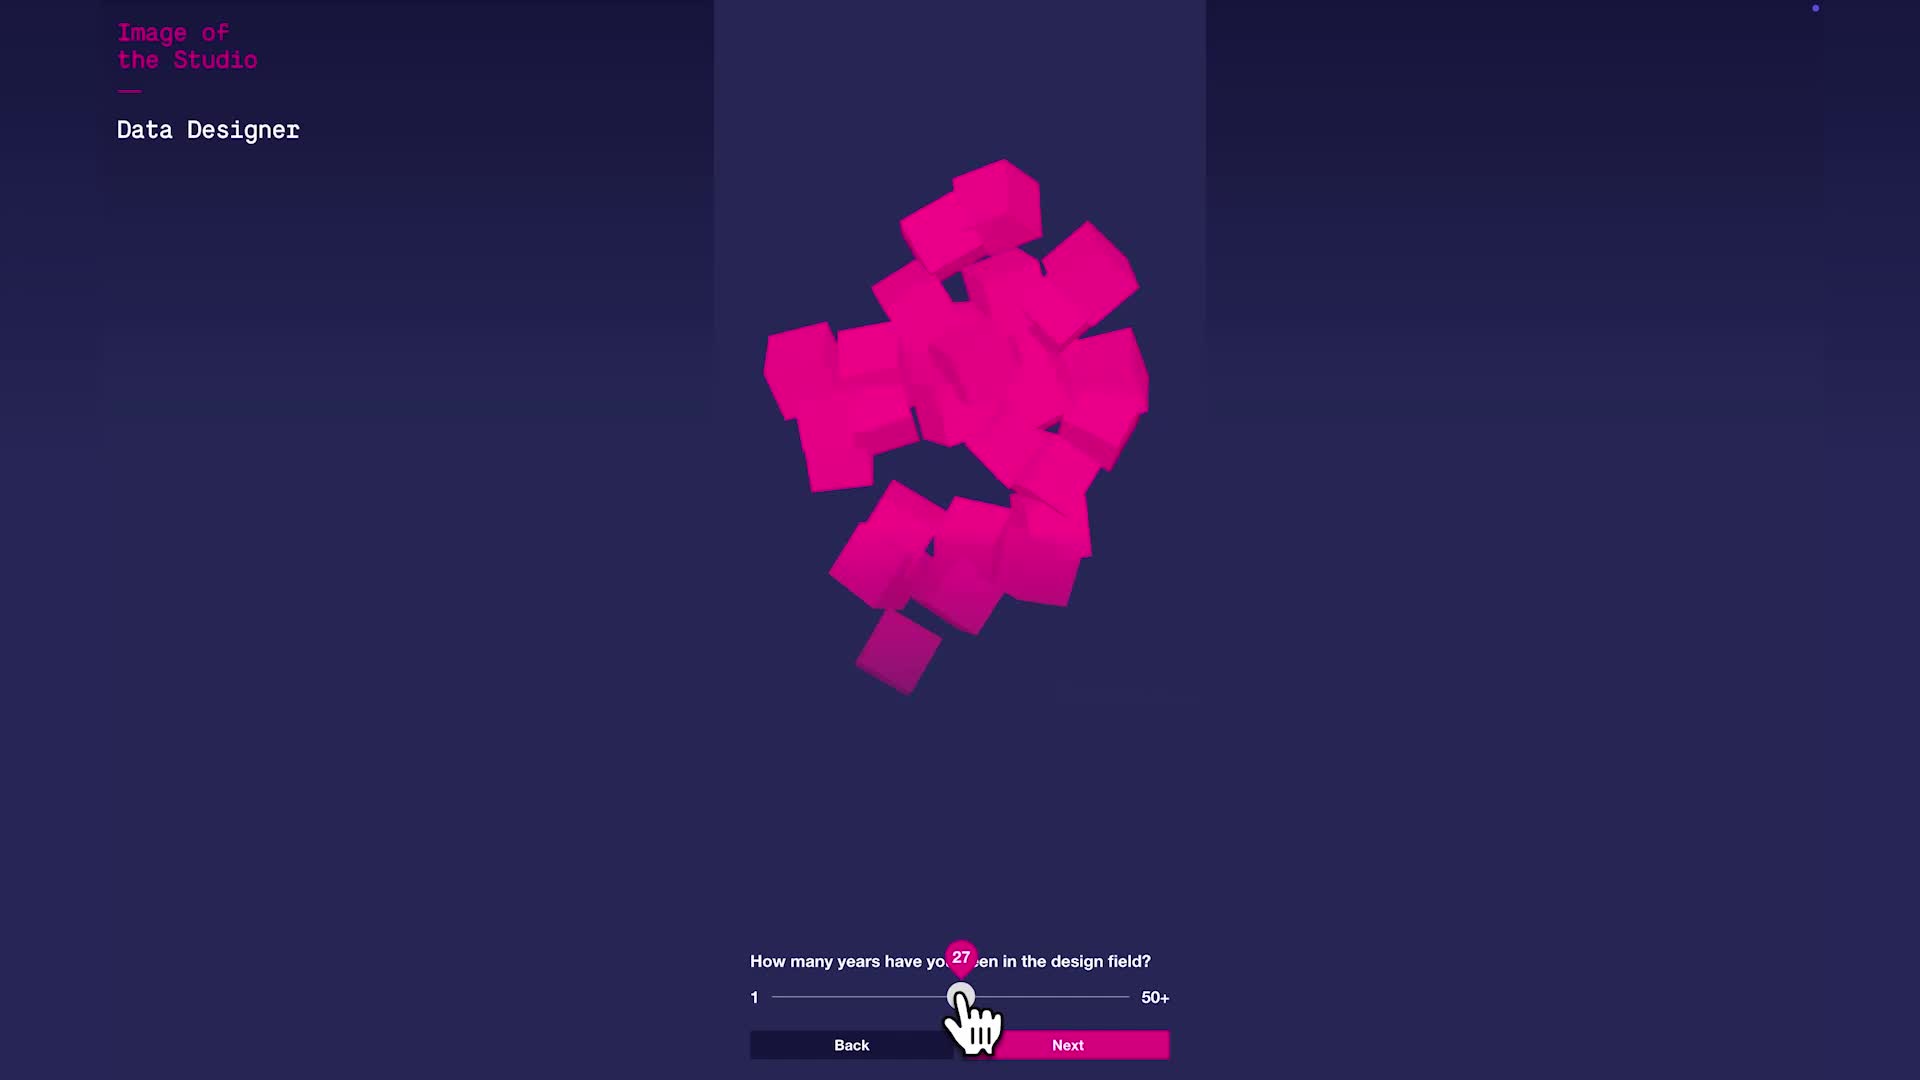 Image of
the Studio
Data Designer
How many years have yo 27 en in the design field?
1 50+
Back Next